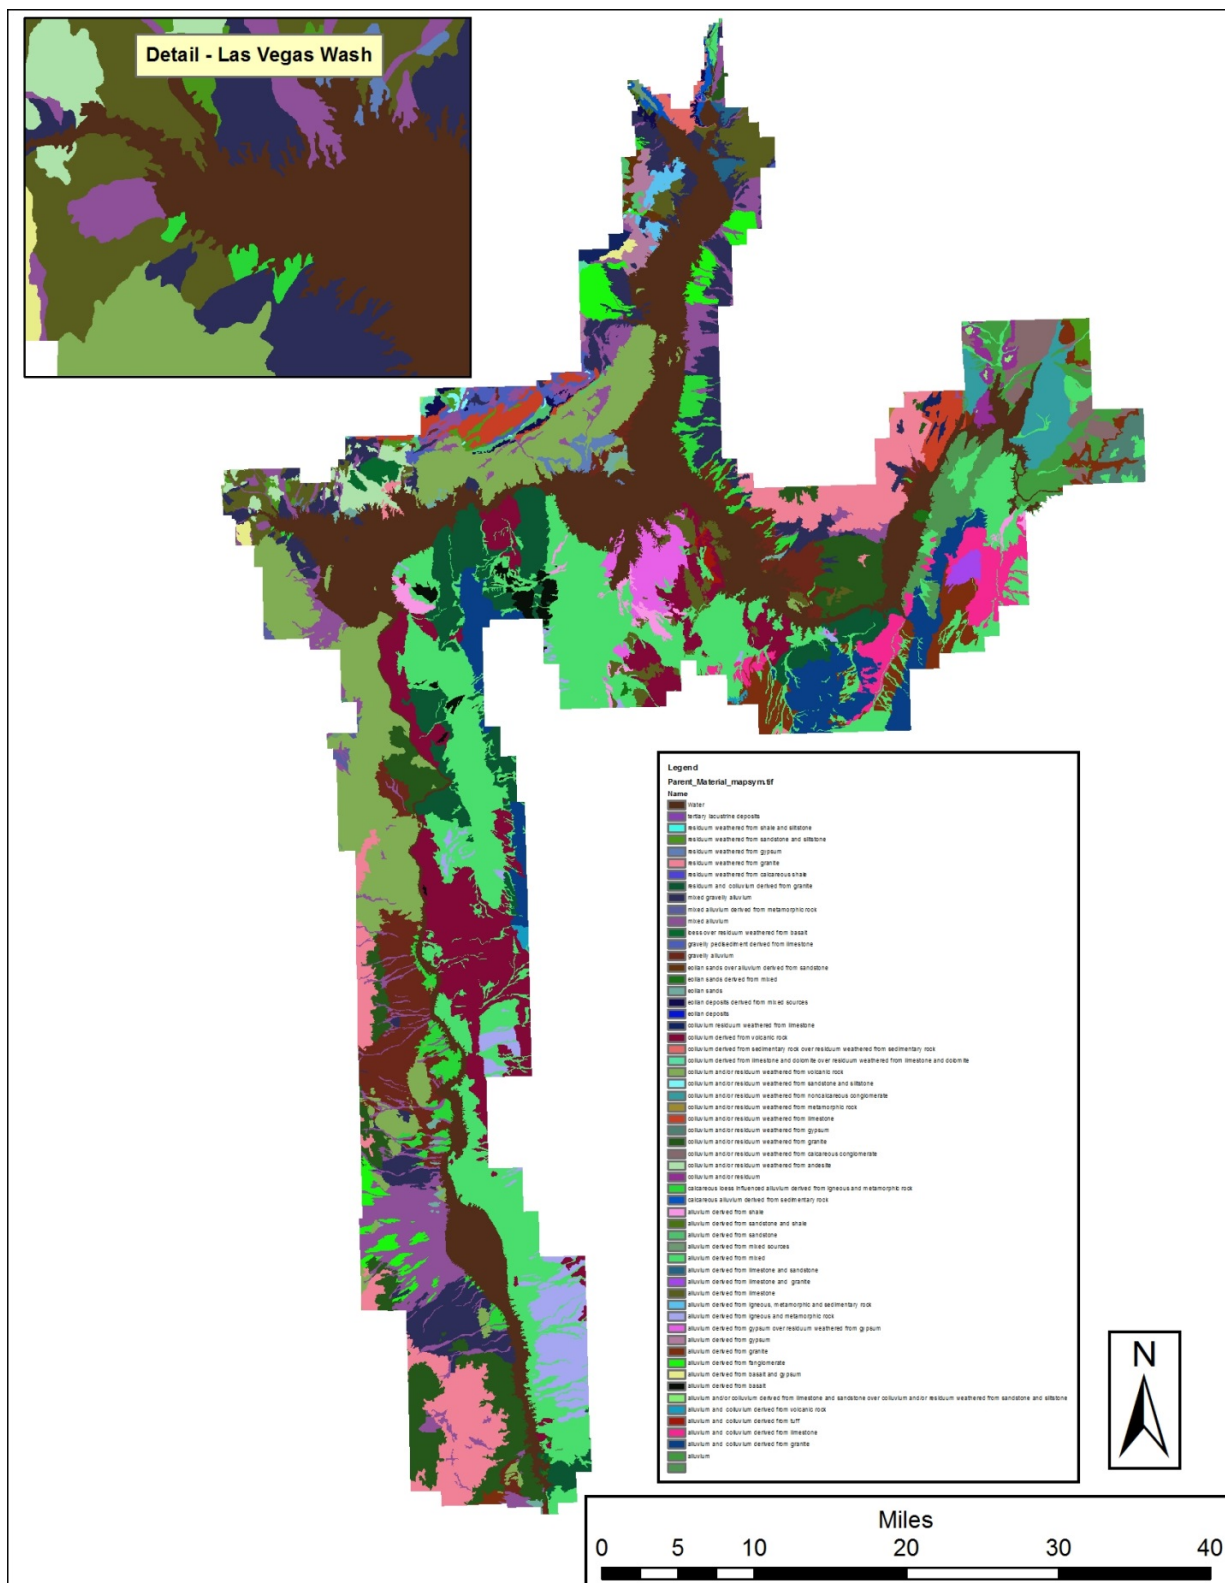 Detail - Las Vegas Wash
Legend
Parent_Material_mapsym.tif
Name
Water
tertiary lacustrine deposits
residuum weathered from shale and siltstone
residuum weathered from sandstone and siltstone
residuum weathered from gypsum
residuum weathered from granite
residuum weathered from calcareous shale
residuum and colluvium derived from granite
mixed gravelly alluvium
mixed alluvium derived from metamorphic rock
mixed alluvium
loess over residuum weathered from basalt
gravelly pedisediment derived from limestone
gravelly alluvium
eolian sands over alluvium derived from sandstone
eolian sands derived from mixed
eolian sands
eolian deposits derived from mixed sources
eolian deposits
colluvium residuum weathered from limestone
colluvium derived from volcanic rock
colluvium derived from sedimentary rock over residuum weathered from sedimentary rock
colluvium derived from limestone and dolomite over residuum weathered from limestone and dolomite
colluvium and/or residuum weathered from volcanic rock
colluvium and/or residuum weathered from sandstone and siltstone
colluvium and/or residuum weathered from noncalcareous conglomerate
colluvium and/or residuum weathered from metamorphic rock
colluvium and/or residuum weathered from limestone
colluvium and/or residuum weathered from gypsum
colluvium and/or residuum weathered from granite
colluvium and/or residuum weathered from calcareous conglomerate
colluvium and/or residuum weathered from andesite
colluvium and/or residuum
calcareous loess influenced alluvium derived from igneous and metamorphic rock
calcareous alluvium derived from sedimentary rock
alluvium derived from shale
alluvium derived from sandstone and shale
alluvium derived from sandstone
alluvium derived from mixed sources
alluvium derived from mixed
alluvium derived from limestone and sandstone
alluvium derived from limestone and granite
alluvium derived from limestone
alluvium derived from igneous, metamorphic and sedimentary rock
alluvium derived from igneous and metamorphic rock
alluvium derived from gypsum over residuum weathered from gypsum
alluvium derived from gypsum
alluvium derived from granite
alluvium derived from fanglomerate
alluvium derived from basalt and gypsum
alluvium derived from basalt
alluvium and/or colluvium derived from limestone and sandstone over colluvium and/or residuum weathered from sandstone and siltstone
alluvium and colluvium derived from volcanic rock
alluvium and colluvium derived from tuff
alluvium and colluvium derived from limestone
alluvium and colluvium derived from granite
alluvium
N
Miles
0 5 10 20 30 40